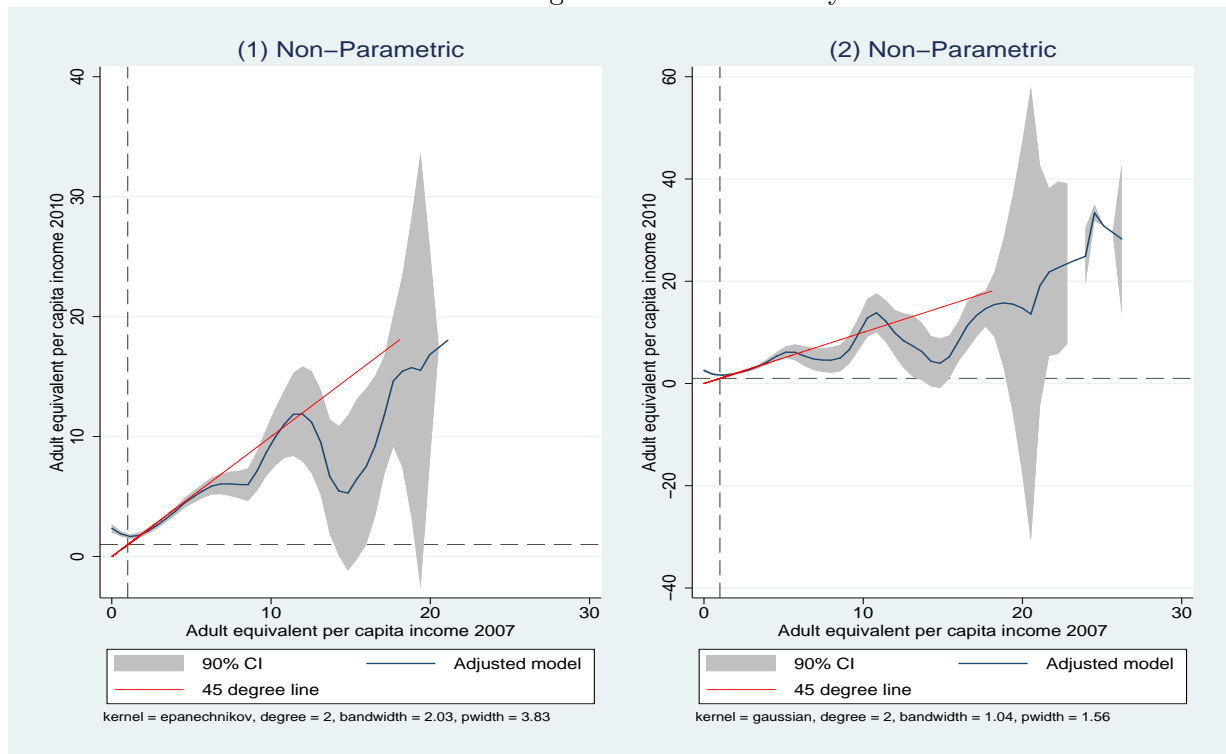 (1) Non−Parametric
Adult equivalent per capita income 2010
40
30
20
10
0
0 10 20 30
Adult equivalent per capita income 2007
90% CI Adjusted model
45 degree line
kernel = epanechnikov, degree = 2, bandwidth = 2.03, pwidth = 3.83
(2) Non−Parametric
Adult equivalent per capita income 2010
60
40
20
0
−20
−40
0 10 20 30
Adult equivalent per capita income 2007
90% CI Adjusted model
45 degree line
kernel = gaussian, degree = 2, bandwidth = 1.04, pwidth = 1.56